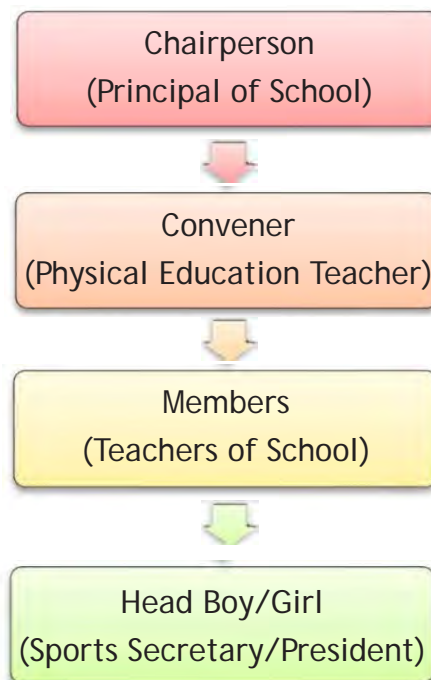 Chairperson
(Principal of School)
Convener
(Physical Education Teacher)
Members
(Teachers of School)
Head Boy/Girl
(Sports Secretary/President)